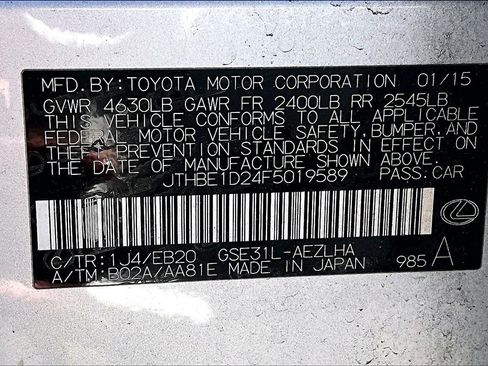 MFD. BY: TOYOTA MOTOR CORPORATION 01/15
GVWR 4630LB GAWR FR 2400LB RR 2545LB
THIS VEHICLE CONFORMS TO ALL APPLICABLE
FEDERAL MOTOR VEHICLE SAFETY, BUMPER, AND
THEFT PREVENTION STANDARDS IN EFFECT ON
THE DATE OF MANUFACTURE SHOWN ABOVE.
JTHBE1D24F5019589 PASS.CAR
C/TR: 1J4/EB20 GSE31L-AEZLHA
A/TM: B02A/AA81E MADE IN JAPAN 985 A